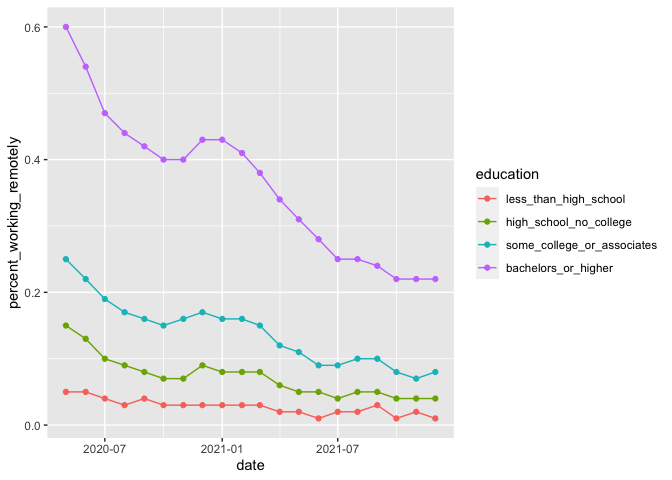 percent_working_remotely
0.6
0.4
0.2
0.0
2020-07
2021-01
2021-07
date
education
less_than_high_school
high_school_no_college
some_college_or_associates
bachelors_or_higher